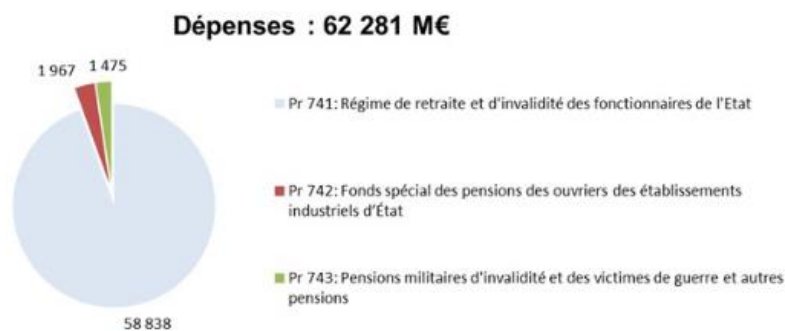 Dépenses : 62 281 M€
1 967
1 475
58 838
Pr 741: Régime de retraite et d'invalidité des fonctionnaires de l'Etat
Pr 742: Fonds spécial des pensions des ouvriers des établissements
industriels d'État
Pr 743: Pensions militaires d'invalidité et des victimes de guerre et autres
pensions